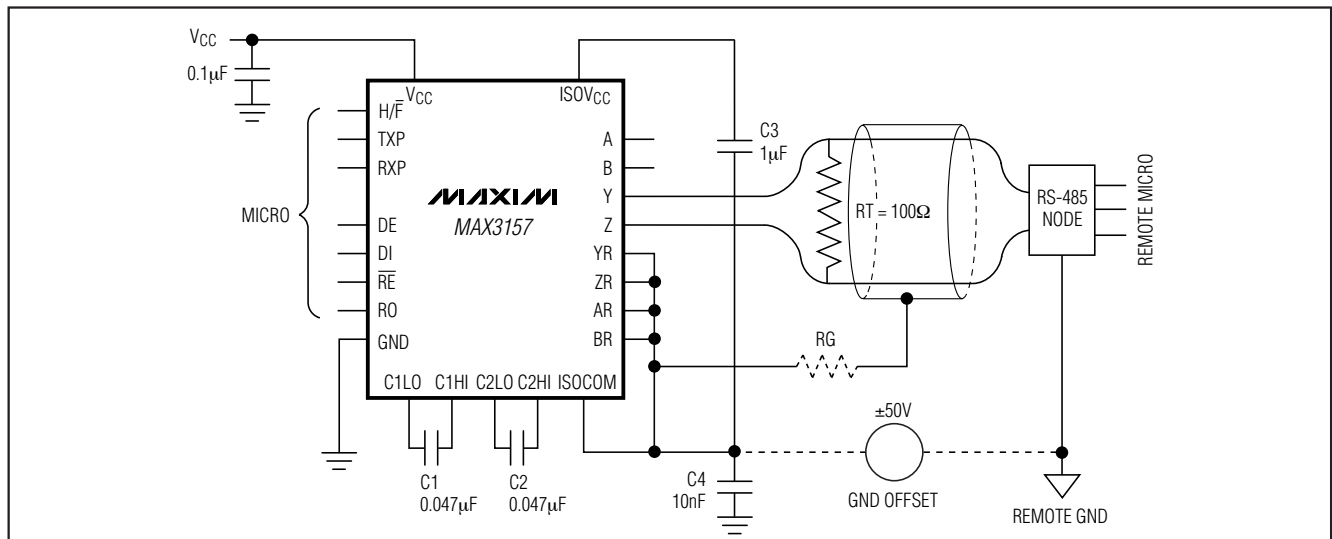 VCC
0.1µF
VCC
ISOVCC
H/F̅
TXP
RXP
MICRO
DE
DI
R̅E̅
RO
GND
MAXIM
MAX3157
A
B
Y
Z
YR
ZR
AR
BR
C1LO C1HI C2LO C2HI ISOCOM
C1
0.047µF
C2
0.047µF
C3
1µF
RT = 100Ω
RS-485
NODE
REMOTE MICRO
RG
±50V
GND OFFSET
C4
10nF
REMOTE GND